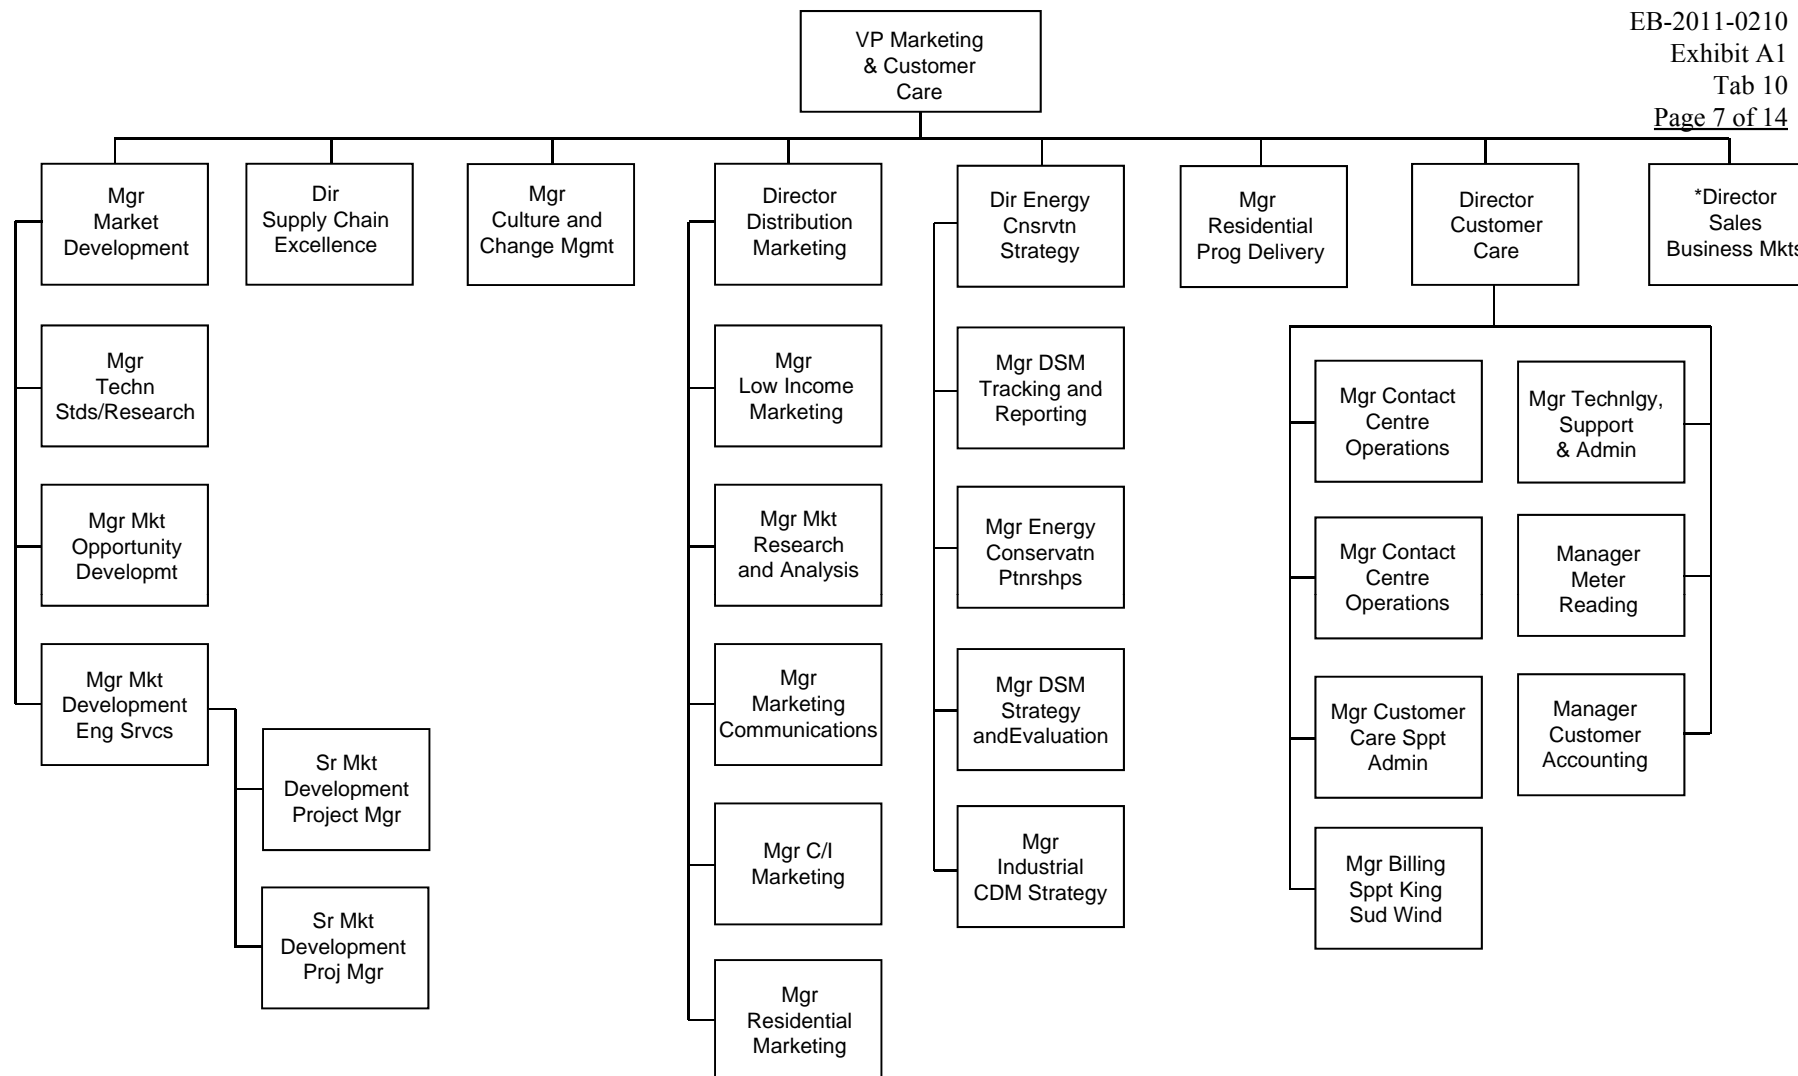 EB-2011-0210
Exhibit A1
Tab 10
Page 7 of 14
VP Marketing
& Customer
Care
Mgr
Market
Development
Dir
Supply Chain
Excellence
Mgr
Culture and
Change Mgmt
Director
Distribution
Marketing
Dir Energy
Cnsrvtn
Strategy
Mgr
Residential
Prog Delivery
Director
Customer
Care
*Director
Sales
Business Mkts
Mgr
Techn
Stds/Research
Mgr Mkt
Opportunity
Developmt
Mgr Mkt
Development
Eng Srvcs
Sr Mkt
Development
Project Mgr
Sr Mkt
Development
Proj Mgr
Mgr
Low Income
Marketing
Mgr Mkt
Research
and Analysis
Mgr
Marketing
Communications
Mgr C/I
Marketing
Mgr
Residential
Marketing
Mgr DSM
Tracking and
Reporting
Mgr Energy
Conservatn
Ptnrshps
Mgr DSM
Strategy
andEvaluation
Mgr
Industrial
CDM Strategy
Mgr Contact
Centre
Operations
Mgr Contact
Centre
Operations
Mgr Customer
Care Sppt
Admin
Mgr Billing
Sppt King
Sud Wind
Mgr Technlgy,
Support
& Admin
Manager
Meter
Reading
Manager
Customer
Accounting